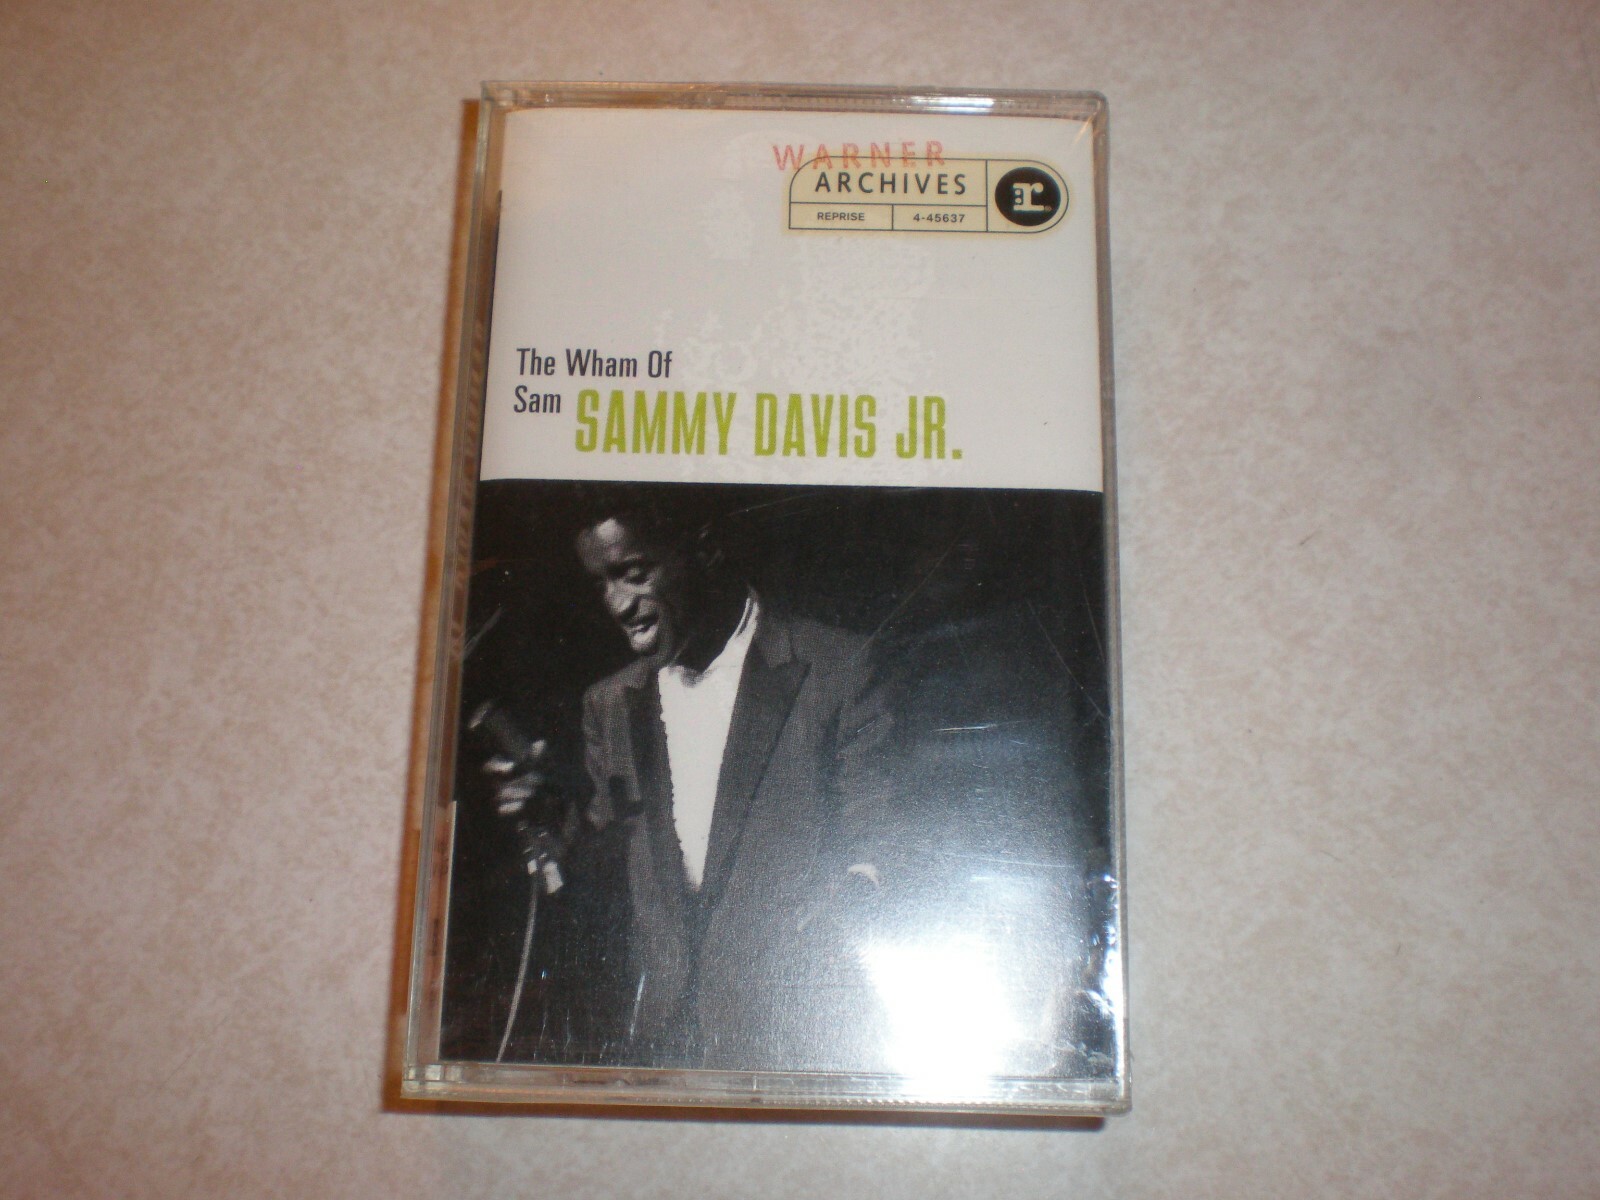 WARNER
ARCHIVES
r.
REPRISE 4-45637
The Wham Of
Sam SAMMY DAVIS JR.